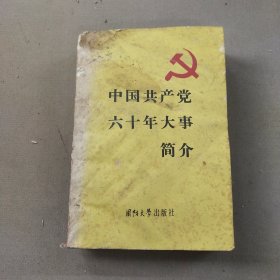 中国共产党
六十年大事
简介
国防大学出版社